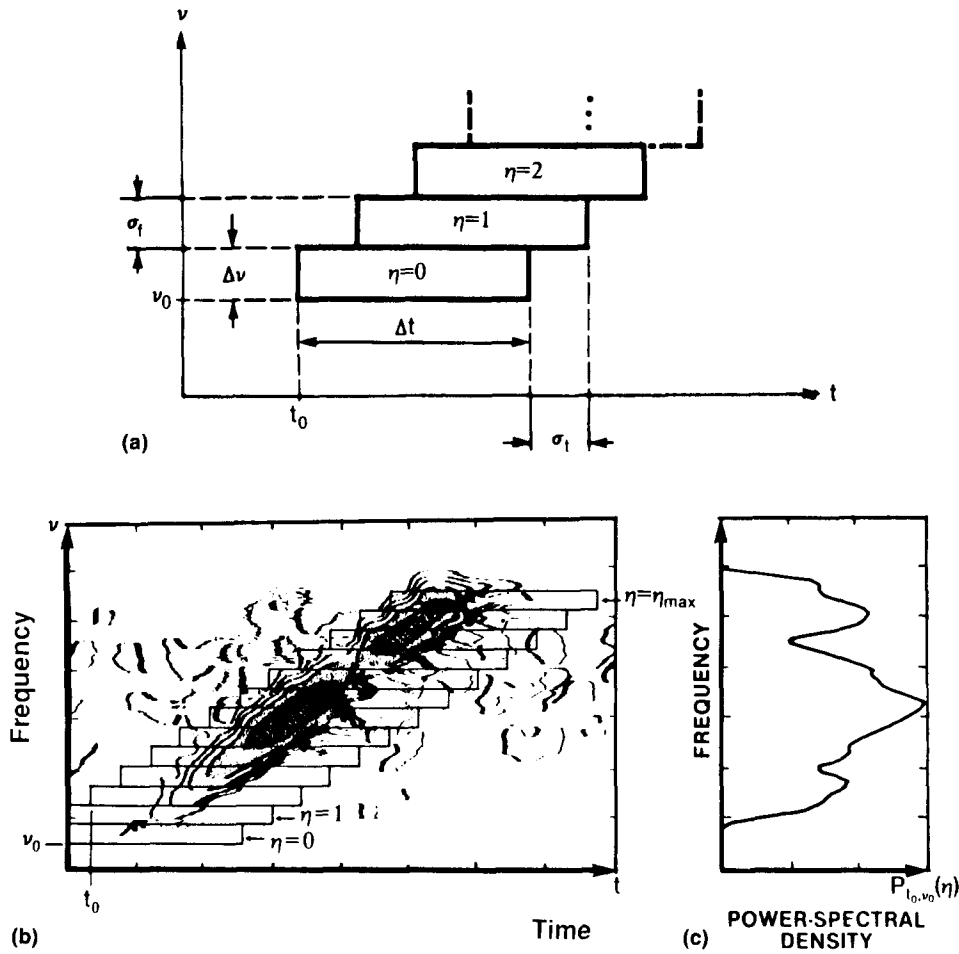 ν
η=2
σf
η=1
Δν
η=0
ν0
Δt
t
t0
(a)
σt
ν
η=ηmax
Frequency
FREQUENCY
η=1
ν0
η=0
t0
t
Pt0,ν0(η)
(b)
Time
(c)
POWER-SPECTRAL
DENSITY